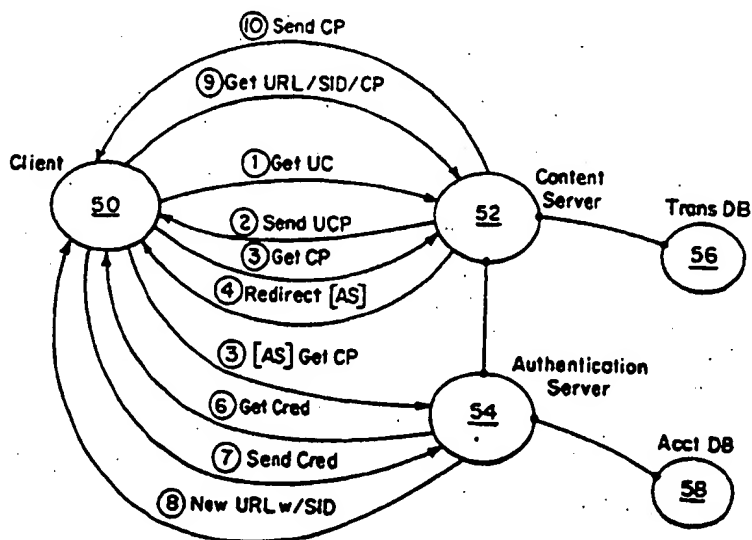 ⑩ Send CP
⑨ Get URL/SID/CP
Client
① Get UC
Content
Server
50
52
Trans DB
② Send UCP
56
③ Get CP
④ Redirect [AS]
③ [AS] Get CP
Authentication
Server
⑥ Get Cred
54
Acct DB
⑦ Send Cred
58
⑧ New URL w/SID